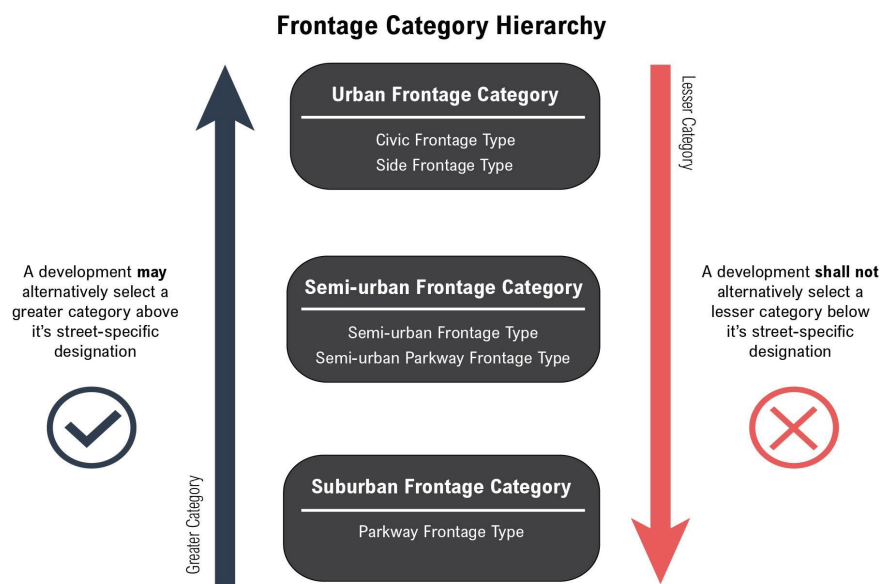 Frontage Category Hierarchy
Urban Frontage Category
Civic Frontage Type
Side Frontage Type
Lesser Category
A development may
alternatively select a
greater category above
it's street-specific
designation
Semi-urban Frontage Category
Semi-urban Frontage Type
Semi-urban Parkway Frontage Type
A development shall not
alternatively select a
lesser category below
it's street-specific
designation
Greater Category
Suburban Frontage Category
Parkway Frontage Type